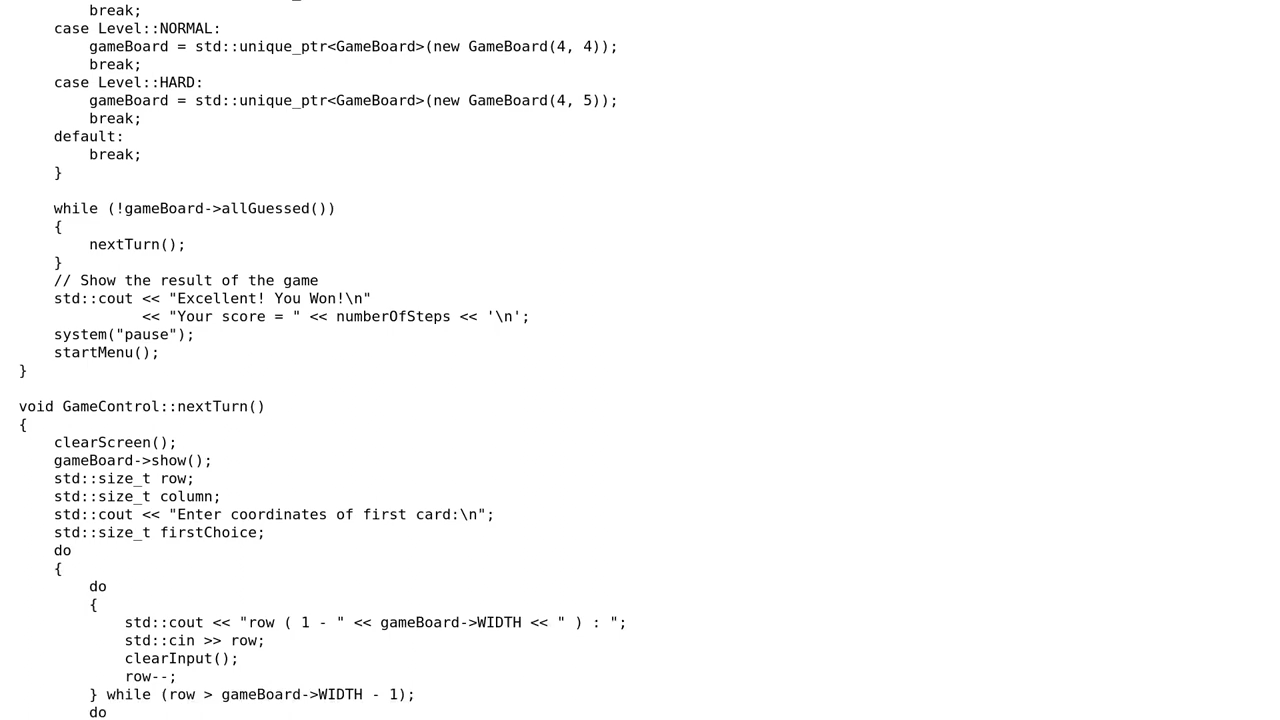 break;
    case Level::NORMAL:
        gameBoard = std::unique_ptr<GameBoard>(new GameBoard(4, 4));
        break;
    case Level::HARD:
        gameBoard = std::unique_ptr<GameBoard>(new GameBoard(4, 5));
        break;
    default:
        break;
    }

    while (!gameBoard->allGuessed())
    {
        nextTurn();
    }
    // Show the result of the game
    std::cout << "Excellent! You Won!\n"
              << "Your score = " << numberOfSteps << '\n';
    system("pause");
    startMenu();
}

void GameControl::nextTurn()
{
    clearScreen();
    gameBoard->show();
    std::size_t row;
    std::size_t column;
    std::cout << "Enter coordinates of first card:\n";
    std::size_t firstChoice;
    do
    {
        do
        {
            std::cout << "row ( 1 - " << gameBoard->WIDTH << " ) : ";
            std::cin >> row;
            clearInput();
            row--;
        } while (row > gameBoard->WIDTH - 1);
        do